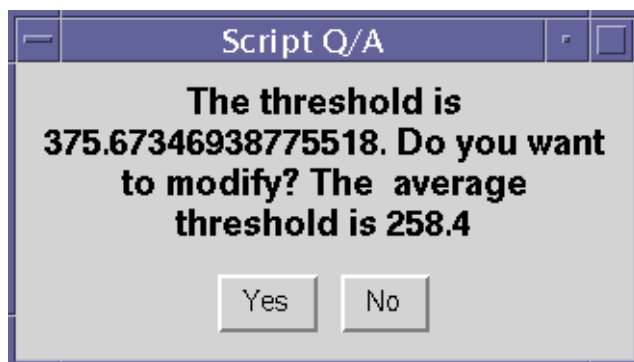 Script Q/A
The threshold is
375.67346938775518. Do you want
to modify? The  average
threshold is 258.4
Yes
No